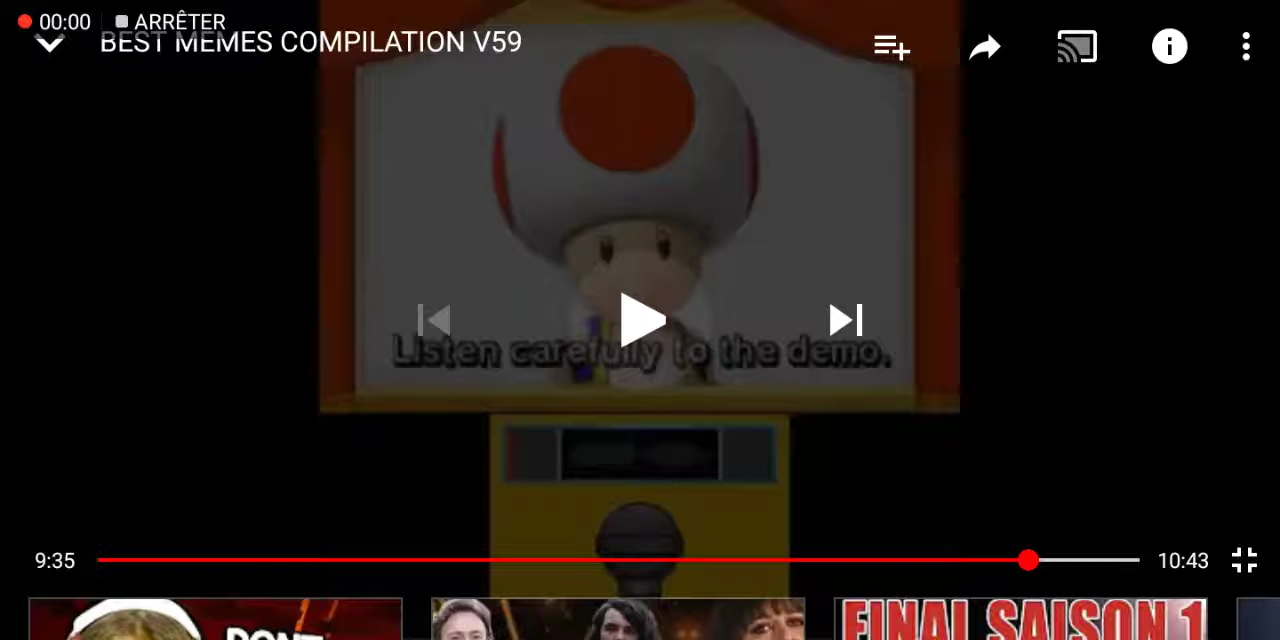 00:00 ARRÊTER
BEST MEMES COMPILATION V59
Listen carefully to the demo.
9:35
10:43
DONT
FINAL SAISON 1